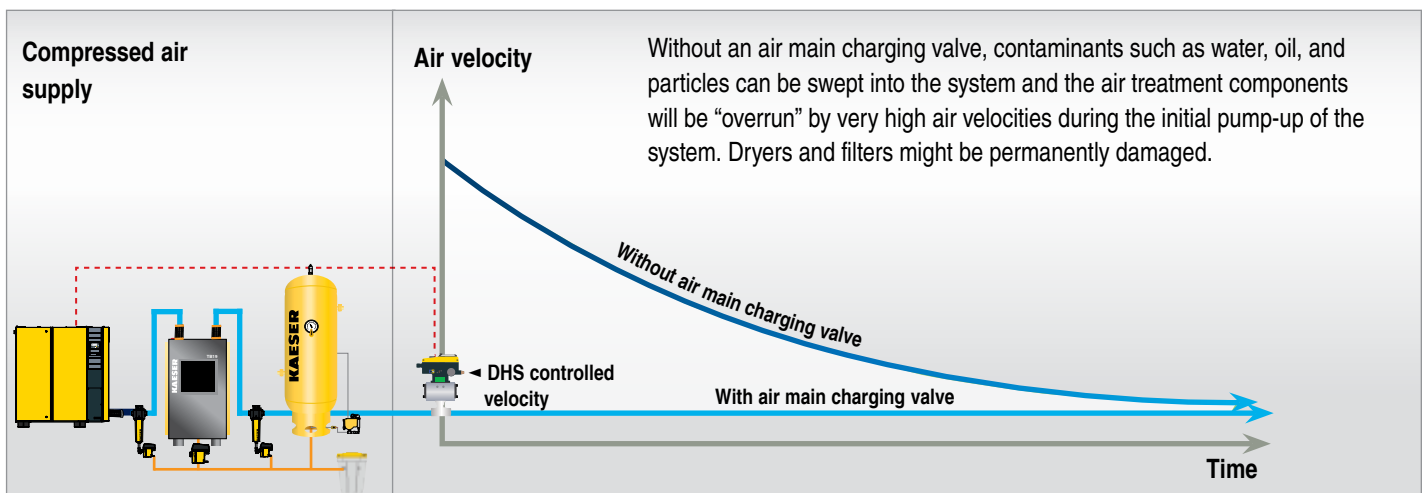 Compressed air
supply
Air velocity
Without an air main charging valve, contaminants such as water, oil, and
particles can be swept into the system and the air treatment components
will be “overrun” by very high air velocities during the initial pump-up of the
system. Dryers and filters might be permanently damaged.
Without air main charging valve
KAESER
KAESER
DHS controlled
velocity
With air main charging valve
Time